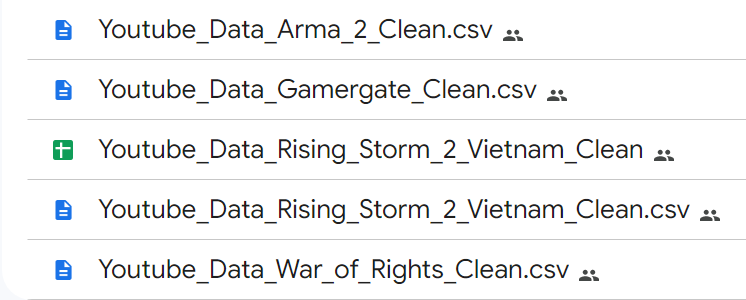 Youtube_Data_Arma_2_Clean.csv
Youtube_Data_Gamergate_Clean.csv
Youtube_Data_Rising_Storm_2_Vietnam_Clean
Youtube_Data_Rising_Storm_2_Vietnam_Clean.csv
Youtube_Data_War_of_Rights_Clean.csv